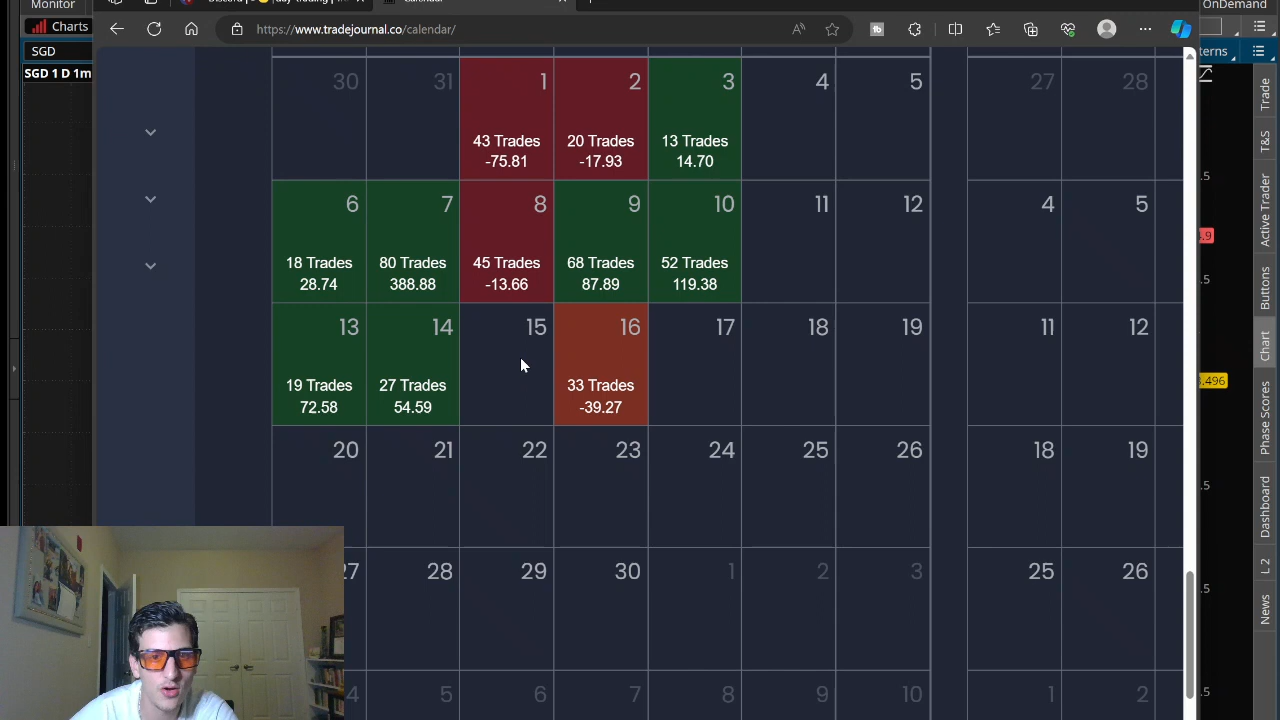 Monitor
OnDemand
Charts
https://www.tradejournal.co/calendar/
SGD
SGD 1 D 1m
30 31 1 2 3 4 5 27 28
43 Trades 20 Trades 13 Trades
-75.81 -17.93 14.70
6 7 8 9 10 11 12 4 5
18 Trades 80 Trades 45 Trades 68 Trades 52 Trades
28.74 388.88 -13.66 87.89 119.38
13 14 15 16 17 18 19 11 12
19 Trades 27 Trades 33 Trades
72.58 54.59 -39.27
20 21 22 23 24 25 26 18 19
27 28 29 30 1 2 3 25 26
4 5 6 7 8 9 10 1 2
Trade
T&S
Active Trader
Buttons
Chart
Phase Scores
Dashboard
L 2
News